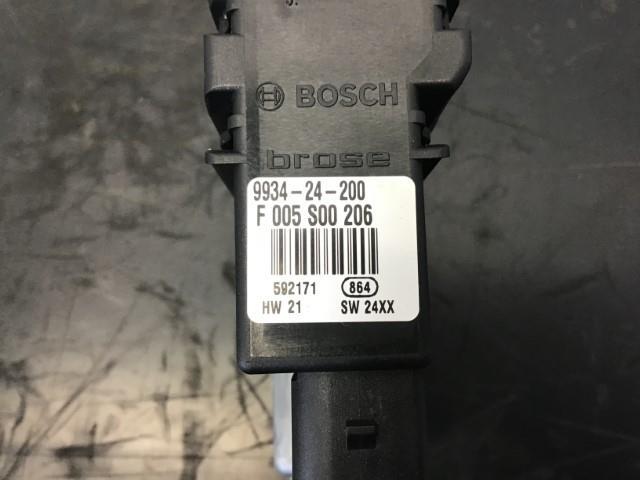 BOSCH
brose
9934-24-200
F 005 S00 206
592171 864
HW 21 SW 24XX